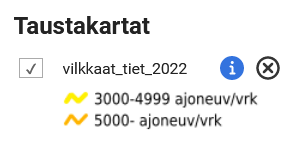 Taustakartat
vilkkaat_tiet_2022
3000-4999 ajoneuv/vrk
5000- ajoneuv/vrk